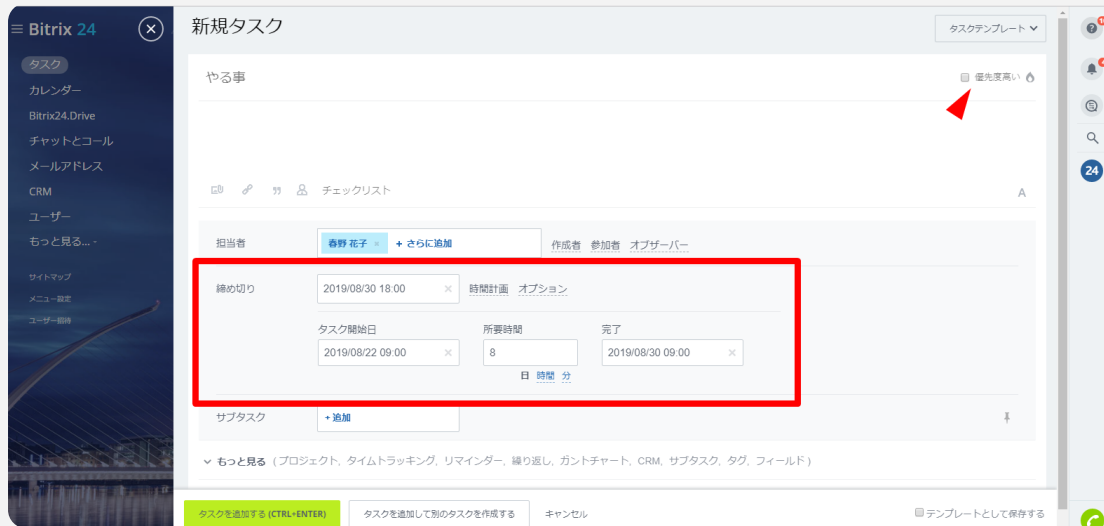 Bitrix 24
新規タスク
タスクテンプレート
タスク
カレンダー
Bitrix24.Drive
チャットとコール
メールアドレス
CRM
ユーザー
もっと見る... -
サイトマップ
メニュー設定
ユーザー招待
やる事
優先度高い
チェックリスト
A
担当者 春野 花子 × + さらに追加 作成者 参加者 オブザーバー
締め切り 2019/08/30 18:00 × 時間計画 オプション
タスク開始日 所要時間 完了
2019/08/22 09:00 × 8 2019/08/30 09:00 ×
日 時間 分
サブタスク + 追加
もっと見る ( プロジェクト, タイムトラッキング, リマインダー, 繰り返し, ガントチャート, CRM, サブタスク, タグ, フィールド )
タスクを追加する (CTRL+ENTER) タスクを追加して別のタスクを作成する キャンセル テンプレートとして保存する
24